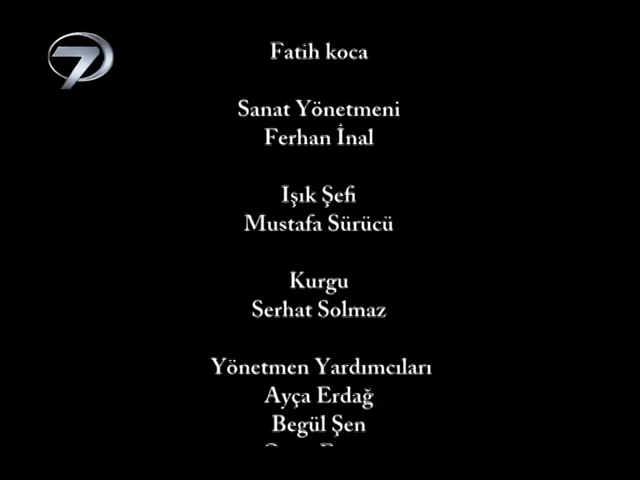 7
Fatih koca
Sanat Yönetmeni
Ferhan İnal
Işık Şefi
Mustafa Sürücü
Kurgu
Serhat Solmaz
Yönetmen Yardımcıları
Ayça Erdağ
Begül Şen